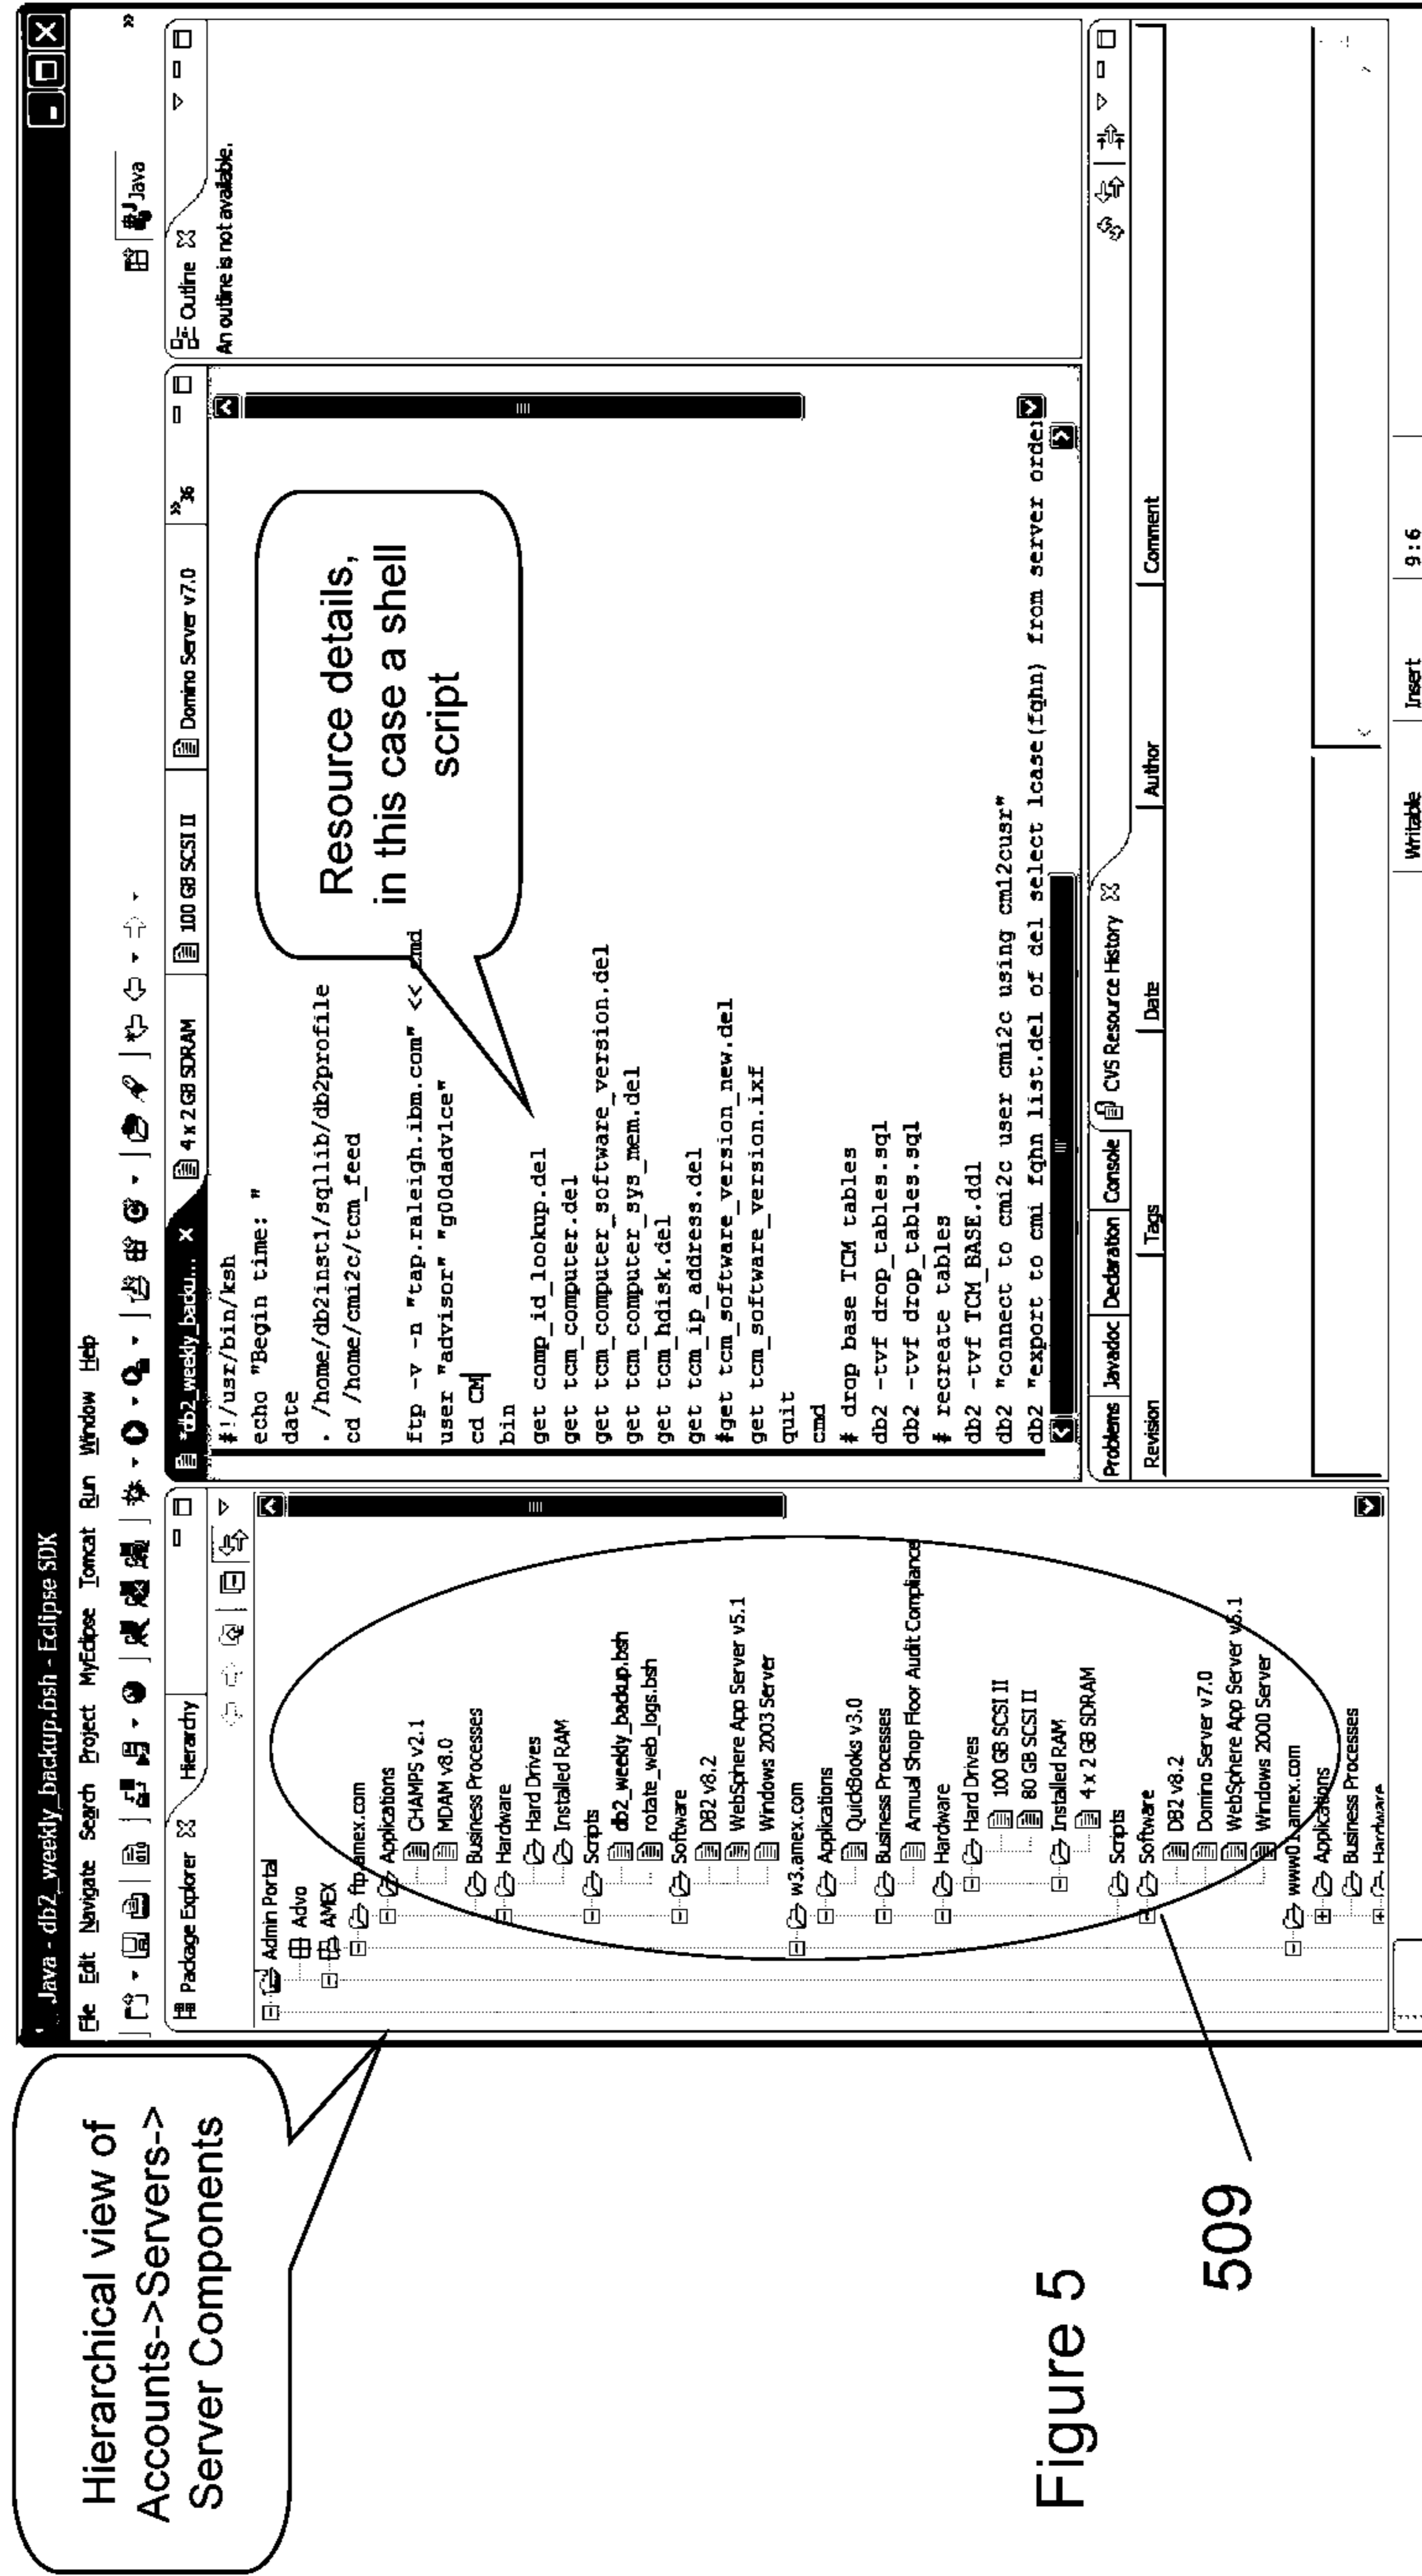 Hierarchical view of
Accounts->Servers->
Server Components
Java - db2_weekly_backup.bsh - Eclipse SDK
File Edit Navigate Search Project MyEclipse Tomcat Run Window Help
Java
Package Explorer Hierarchy
Admin Portal
Advo
AMEX
ftp.amex.com
Applications
CHAMPS v2.1
MDAM v8.0
Business Processes
Hardware
Hard Drives
Installed RAM
Scripts
db2_weekly_backup.bsh
rotate_web_logs.bsh
Software
DB2 v8.2
WebSphere App Server v5.1
Windows 2003 Server
w3.amex.com
Applications
QuickBooks v3.0
Business Processes
Annual Shop Floor Audit Compliance
Hardware
Hard Drives
100 GB SCSI II
80 GB SCSI II
Installed RAM
4 x 2 GB SDRAM
Scripts
Software
DB2 v8.2
Domino Server v7.0
WebSphere App Server v5.1
Windows 2000 Server
www01.amex.com
Applications
Business Processes
Hardware
*db2_weekly_backu... 4 x 2 GB SDRAM 100 GB SCSI II Domino Server v7.0 »36
#!/usr/bin/ksh
echo "Begin time: "
date
. /home/db2inst1/sqllib/db2profile
cd /home/cmi2c/tcm_feed
ftp -v -n "tap.raleigh.ibm.com" << cmd
user "advisor" "g00dadvice"
cd CM
bin
get comp_id_lookup.del
get tcm_computer.del
get tcm_computer_software_version.del
get tcm_computer_sys_mem.del
get tcm_hdisk.del
get tcm_ip_address.del
#get tcm_software_version_new.del
get tcm_software_version.ixf
quit
cmd
# drop base TCM tables
db2 -tvf drop_tables.sql
db2 -tvf drop_tables.sql
# recreate tables
db2 -tvf TCM_BASE.ddl
db2 "connect to cmi2c user cmi2c using cmi2cusr"
db2 "export to cmi fqhn list.del of del select lcase(fqhn) from server order
Resource details,
in this case a shell
script
Outline
An outline is not available.
Problems Javadoc Declaration Console CVS Resource History
Revision Tags Date Author Comment
Writable Insert 9:6
Figure 5
509